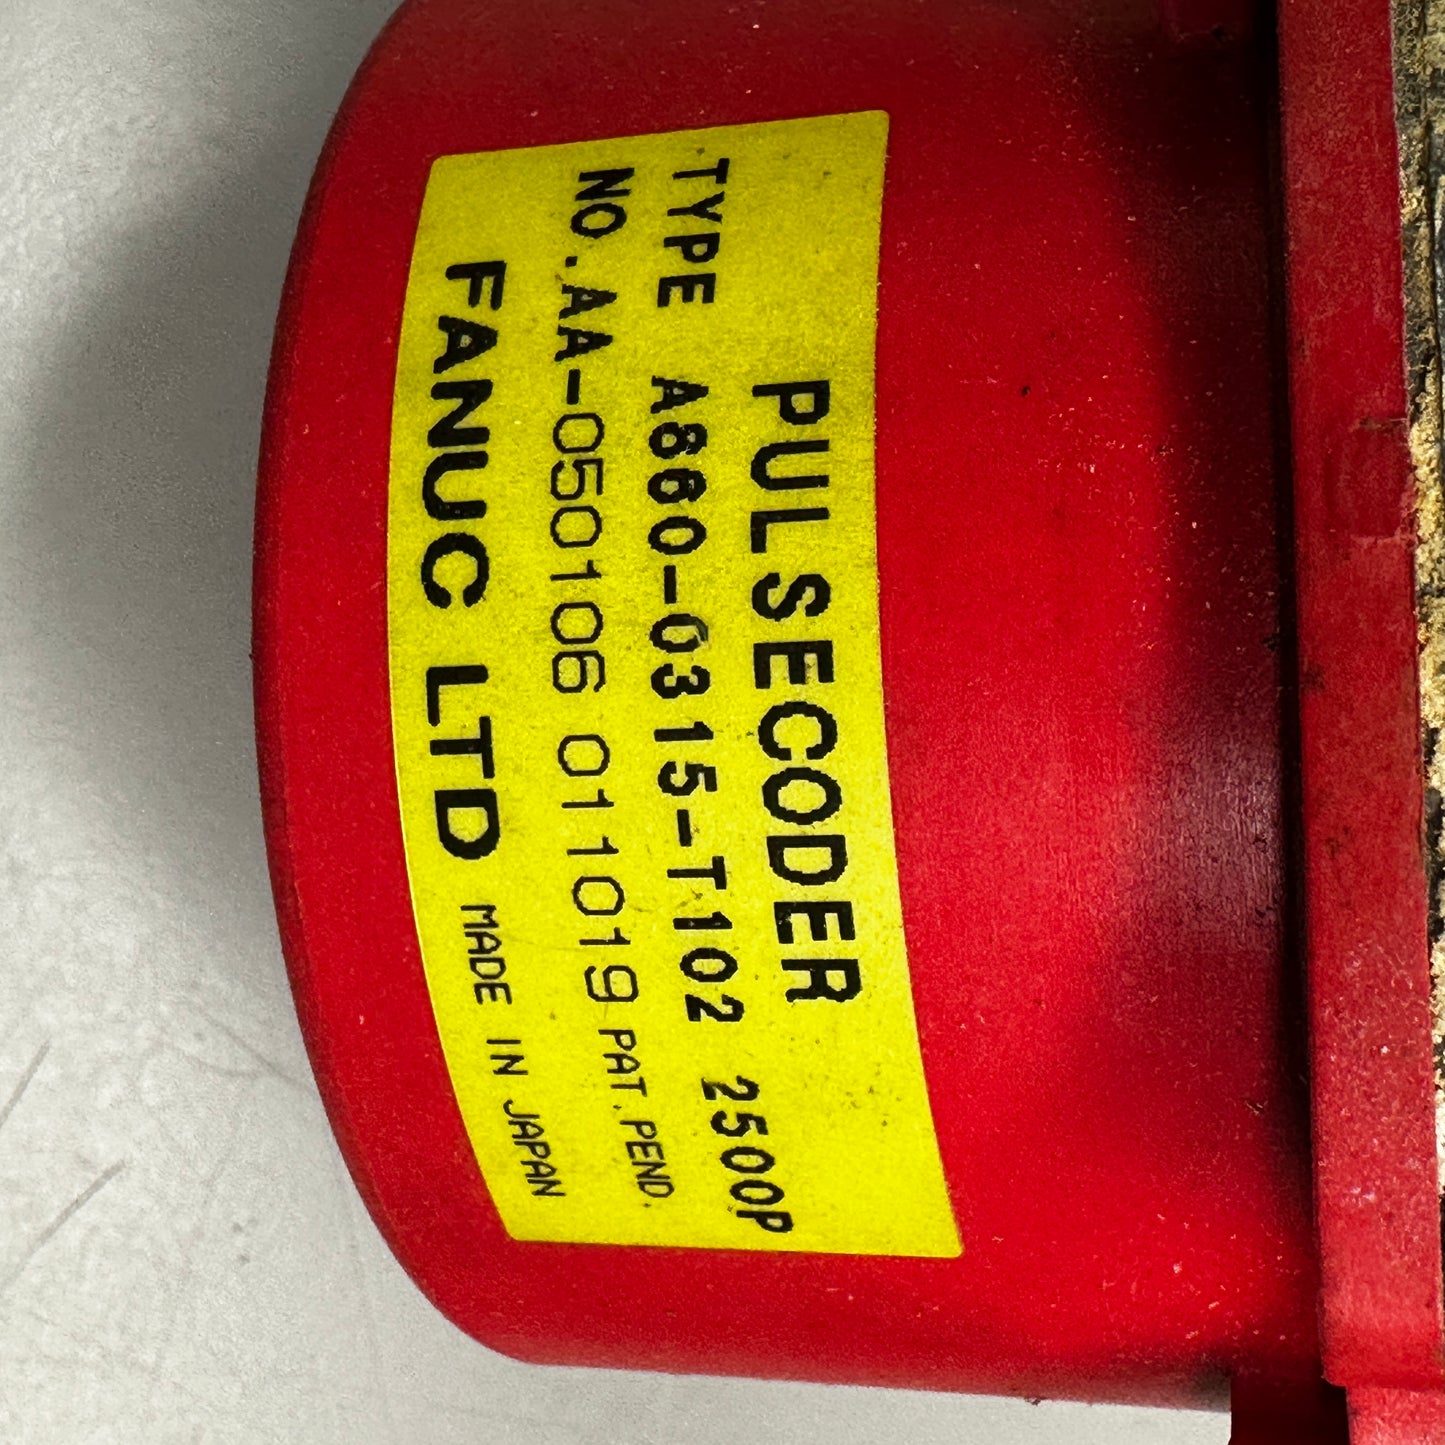 PULSECODER
TYPE A860-0315-T102 2500P
NO.AA-050106 011019 PAT.PEND.
FANUC LTD MADE IN JAPAN